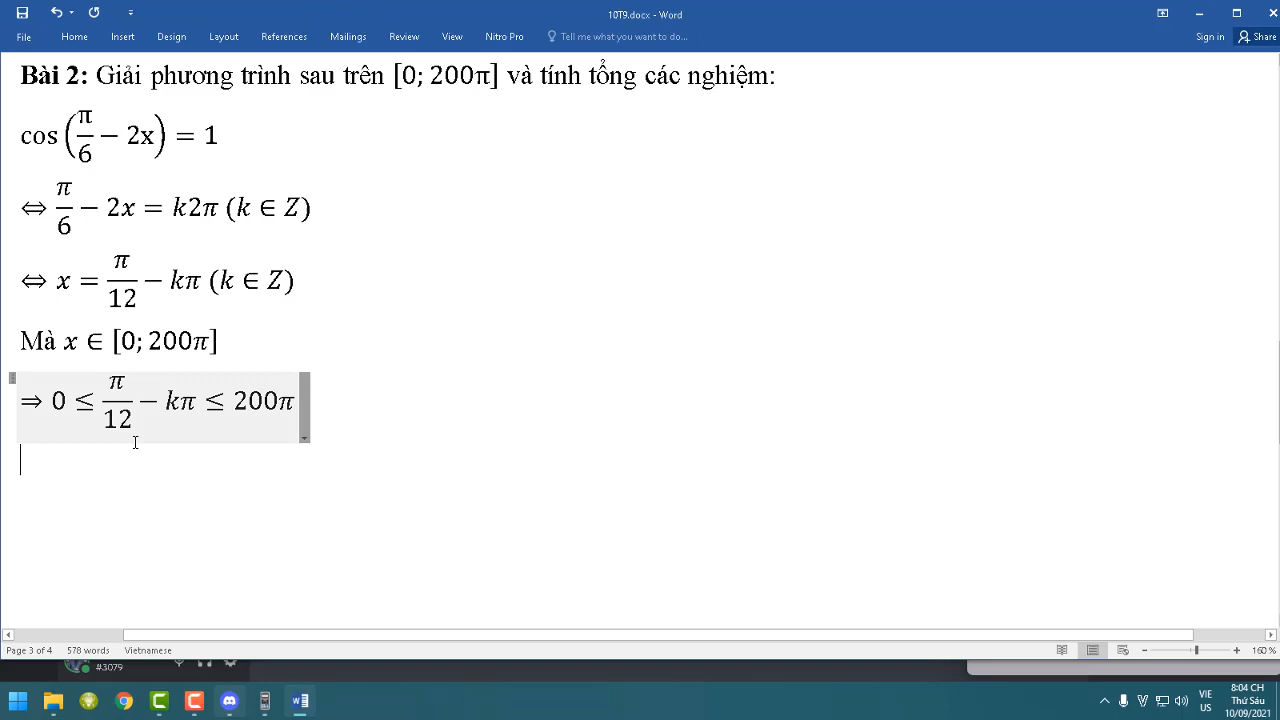 10T9.docx - Word
File Home Insert Design Layout References Mailings Review View Nitro Pro Tell me what you want to do... Sign in Share
Bài 2: Giải phương trình sau trên [0; 200π] và tính tổng các nghiệm:
cos(π/6 − 2x) = 1
⇔ π/6 − 2x = k2π (k ∈ Z)
⇔ x = π/12 − kπ (k ∈ Z)
Mà x ∈ [0; 200π]
⇒ 0 ≤ π/12 − kπ ≤ 200π
Page 3 of 4 578 words Vietnamese 160 %
#3079
VIE
US
8:04 CH
Thứ Sáu
10/09/2021